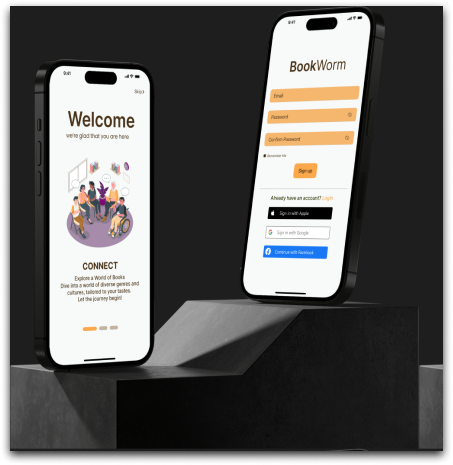 9:41
Skip
Welcome
we're glad that you are here
CONNECT
Explore a World of Books
Dive into a world of diverse genres and
cultures, tailored to your tastes.
Let the journey begin!
9:41
BookWorm
Email
Password
Confirm Password
Remember Me
Sign up
Already have an account? Login
Sign in with Apple
Sign in with Google
Continue with Facebook